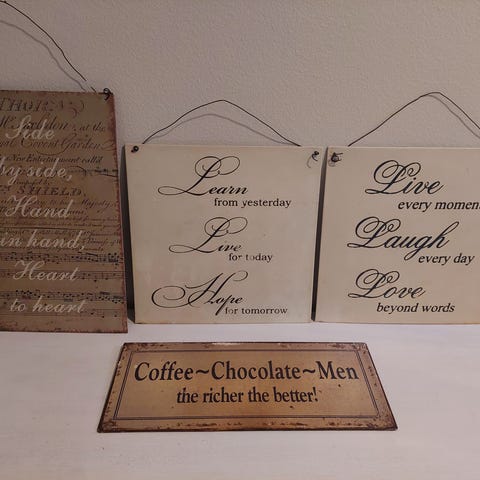 Side
by side,
Hand
in hand,
Heart
to heart
Learn
from yesterday
Live
for today
Hope
for tomorrow
Live
every momen
Laugh
every day
Love
beyond words
Coffee~Chocolate~Men
the richer the better!